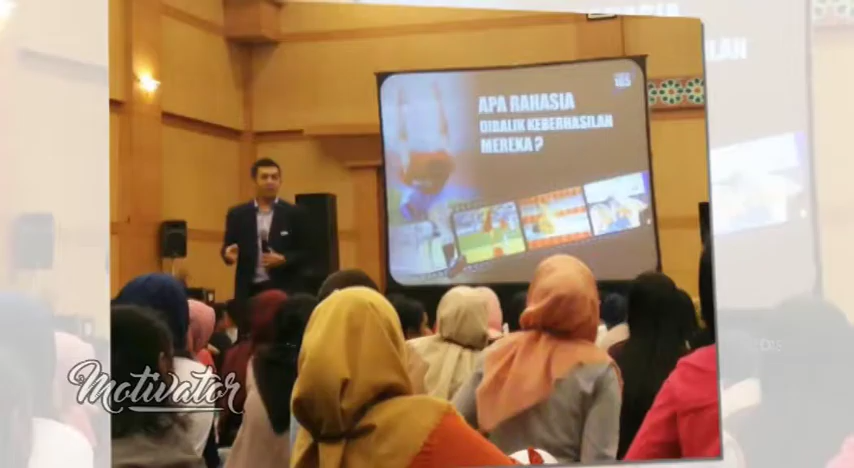 APA RAHASIA
DIBALIK KEBERHASILAN
MEREKA ?
Motivator